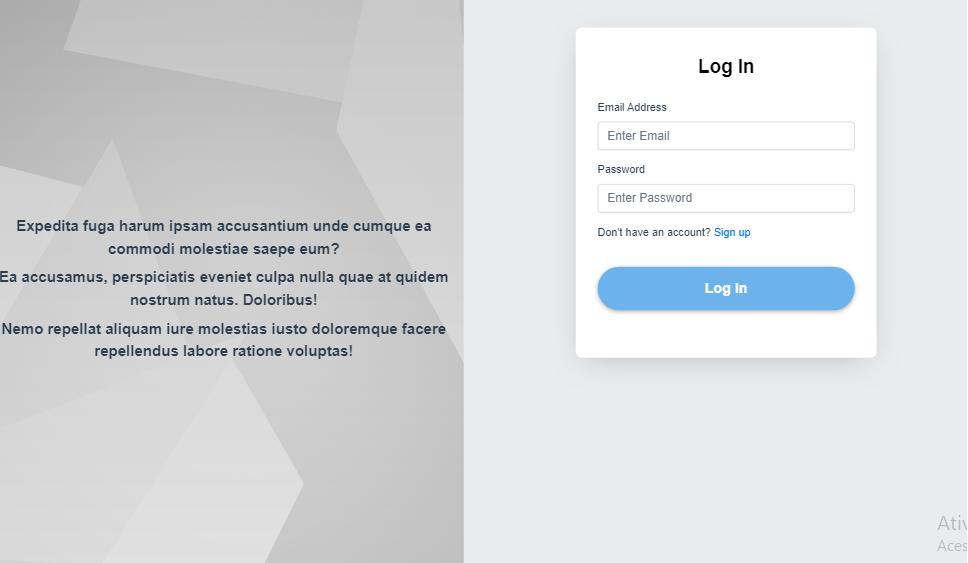 Expedita fuga harum ipsam accusantium unde cumque ea
commodi molestiae saepe eum?
Ea accusamus, perspiciatis eveniet culpa nulla quae at quidem
nostrum natus. Doloribus!
Nemo repellat aliquam iure molestias iusto doloremque facere
repellendus labore ratione voluptas!
Log In
Email Address
Enter Email
Password
Enter Password
Don't have an account? Sign up
Log In